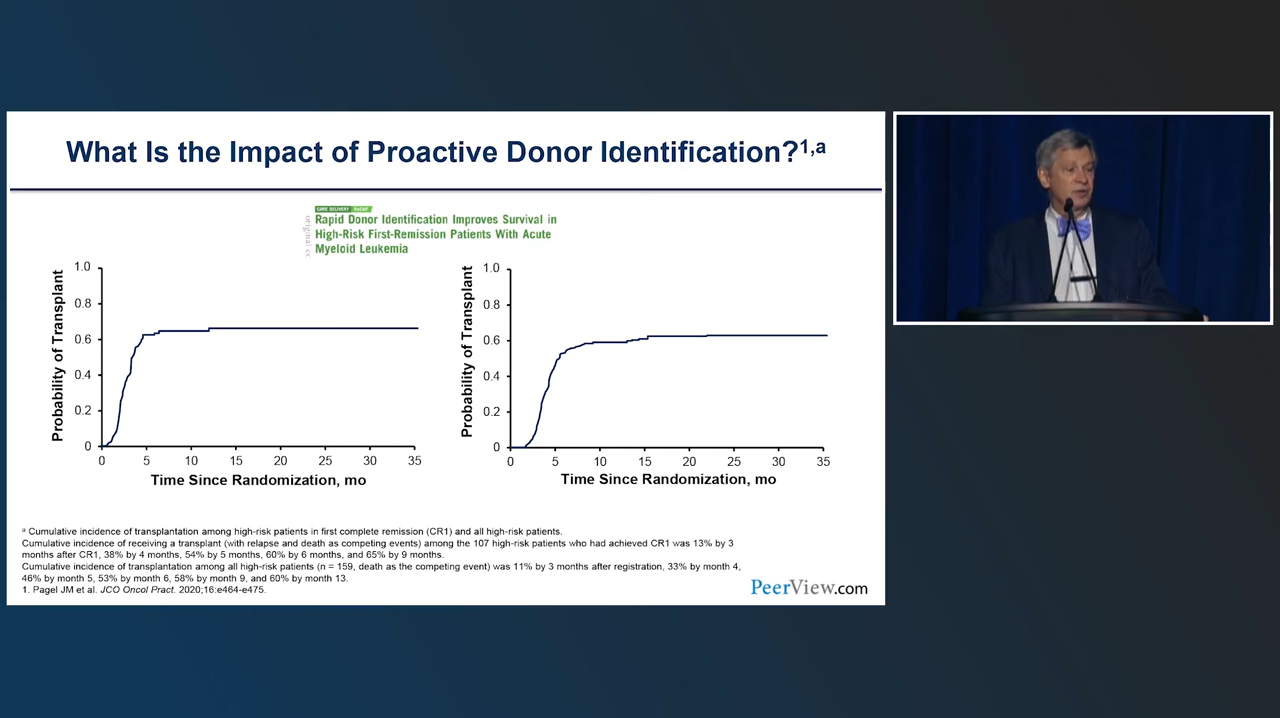 What Is the Impact of Proactive Donor Identification?1,a
CARE DELIVERY
Rapid Donor Identification Improves Survival in
High-Risk First-Remission Patients With Acute
Myeloid Leukemia
Probability of Transplant
1.0
0.8
0.6
0.4
0.2
0
0 5 10 15 20 25 30 35
Time Since Randomization, mo
Probability of Transplant
1.0
0.8
0.6
0.4
0.2
0
0 5 10 15 20 25 30 35
Time Since Randomization, mo
a Cumulative incidence of transplantation among high-risk patients in first complete remission (CR1) and all high-risk patients.
Cumulative incidence of receiving a transplant (with relapse and death as competing events) among the 107 high-risk patients who had achieved CR1 was 13% by 3
months after CR1, 38% by 4 months, 54% by 5 months, 60% by 6 months, and 65% by 9 months.
Cumulative incidence of transplantation among all high-risk patients (n = 159, death as the competing event) was 11% by 3 months after registration, 33% by month 4,
46% by month 5, 53% by month 6, 58% by month 9, and 60% by month 13.
1. Pagel JM et al. JCO Oncol Pract. 2020;16:e464-e475.
PeerView.com